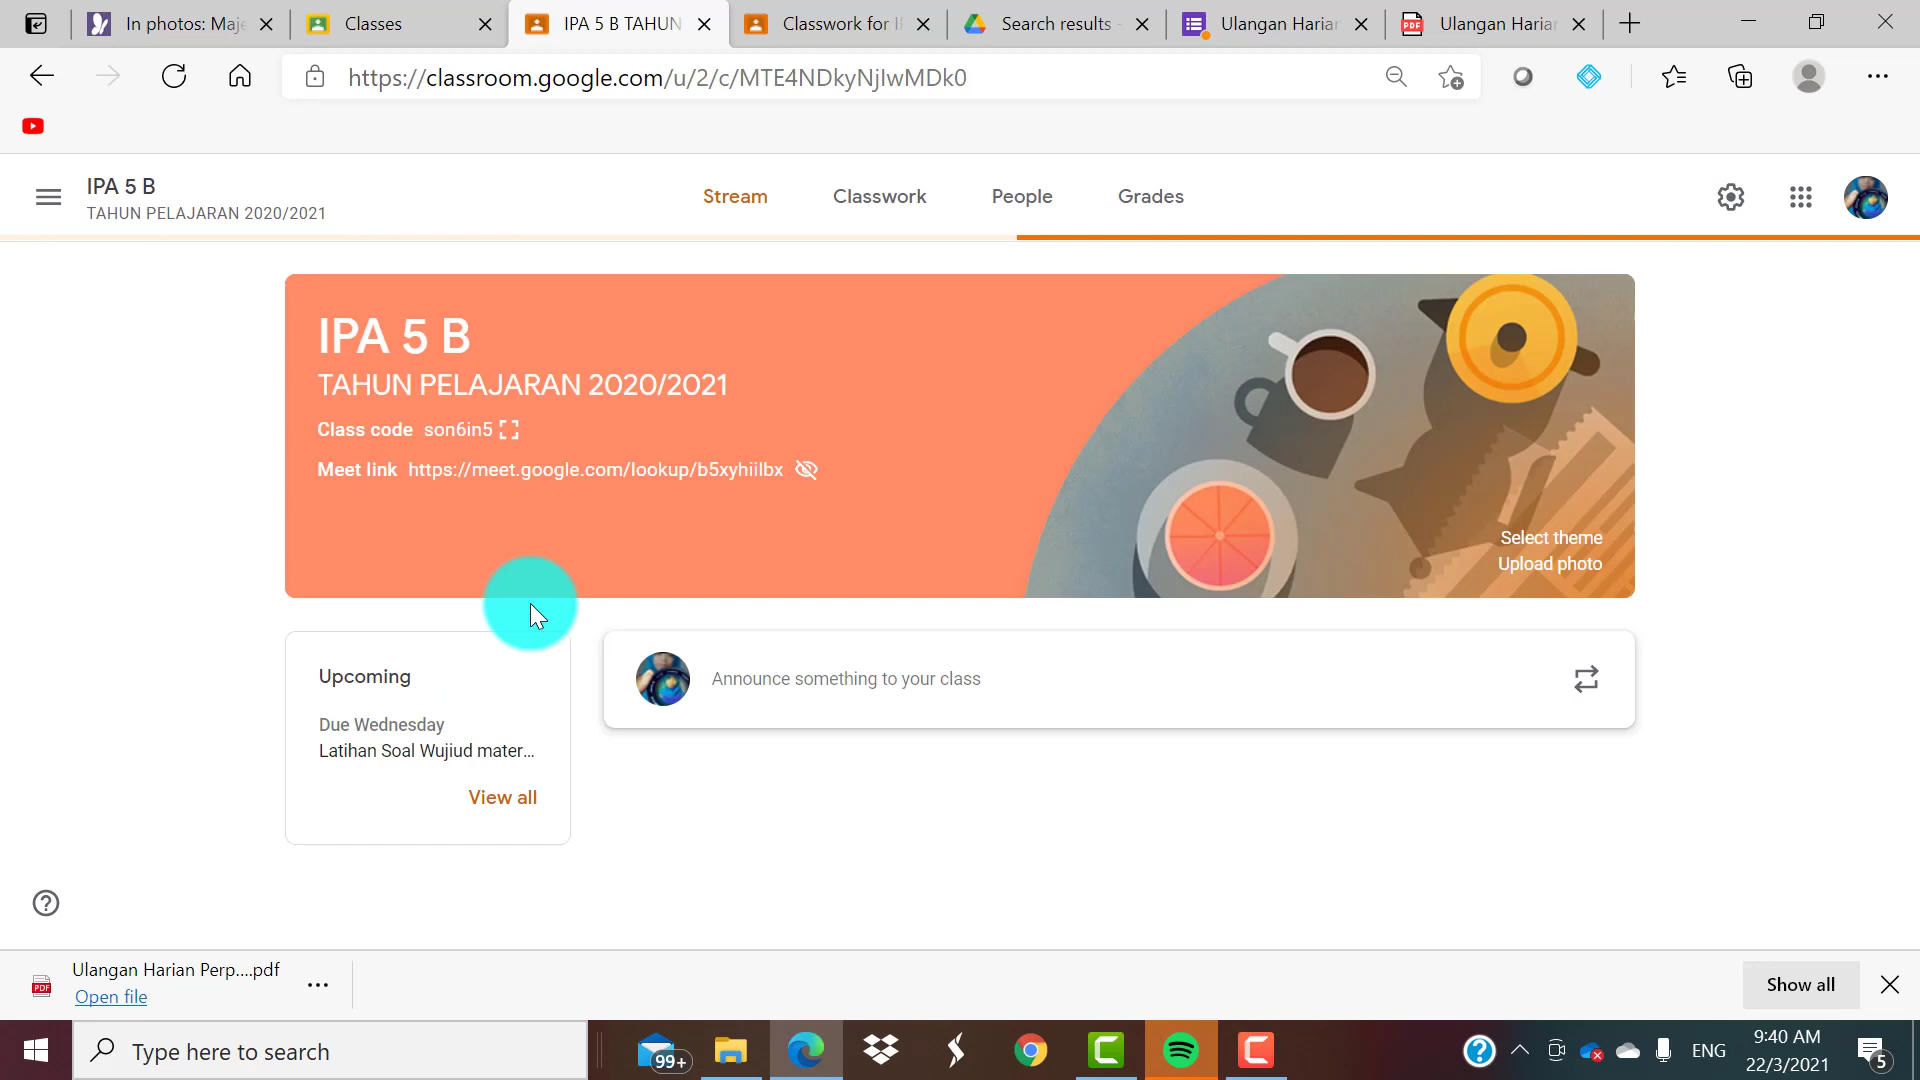 In photos: Maje
Classes
IPA 5 B TAHUN
Classwork for I
Search results -
Ulangan Harian
PDF
Ulangan Harian
https://classroom.google.com/u/2/c/MTE4NDkyNjIwMDk0
IPA 5 B
TAHUN PELAJARAN 2020/2021
Stream
Classwork
People
Grades
IPA 5 B
TAHUN PELAJARAN 2020/2021
Class code son6in5
Meet link https://meet.google.com/lookup/b5xyhiilbx
Select theme
Upload photo
Upcoming
Due Wednesday
Latihan Soal Wujiud mater...
View all
Announce something to your class
PDF
Ulangan Harian Perp....pdf
Open file
Show all
Type here to search
99+
ENG
9:40 AM
22/3/2021
5